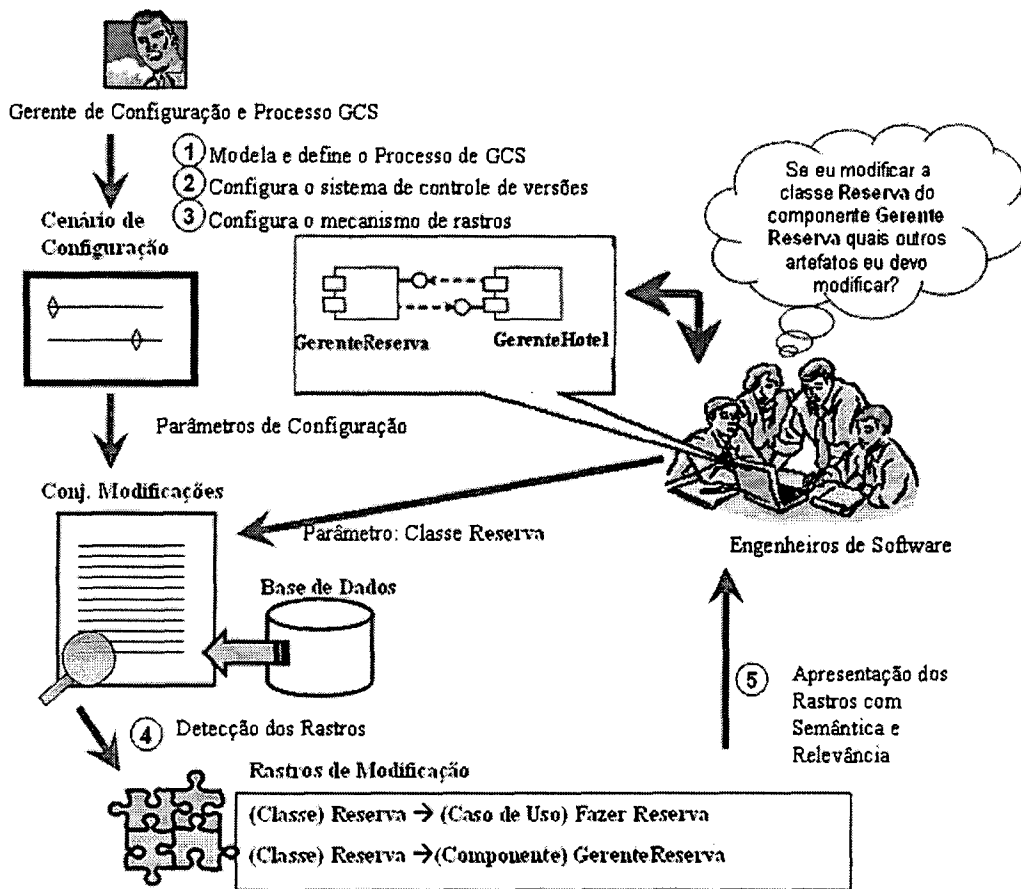 Gerente de Configuração e Processo GCS
1 Modela e define o Processo de GCS
2 Configura o sistema de controle de versões
3 Configura o mecanismo de rastros
Cenário de
Configuração
Se eu modificar a
classe Reserva do
componente Gerente
Reserva quais outros
artefatos eu devo
modificar?
GerenteReserva
GerenteHotel
Parâmetros de Configuração
Conj. Modificações
Parâmetro: Classe Reserva
Engenheiros de Software
Base de Dados
5 Apresentação dos
Rastros com
Semântica e
Relevância
4 Detecção dos Rastros
Rastros de Modificação
(Classe) Reserva → (Caso de Uso) Fazer Reserva
(Classe) Reserva →(Componente) GerenteReserva